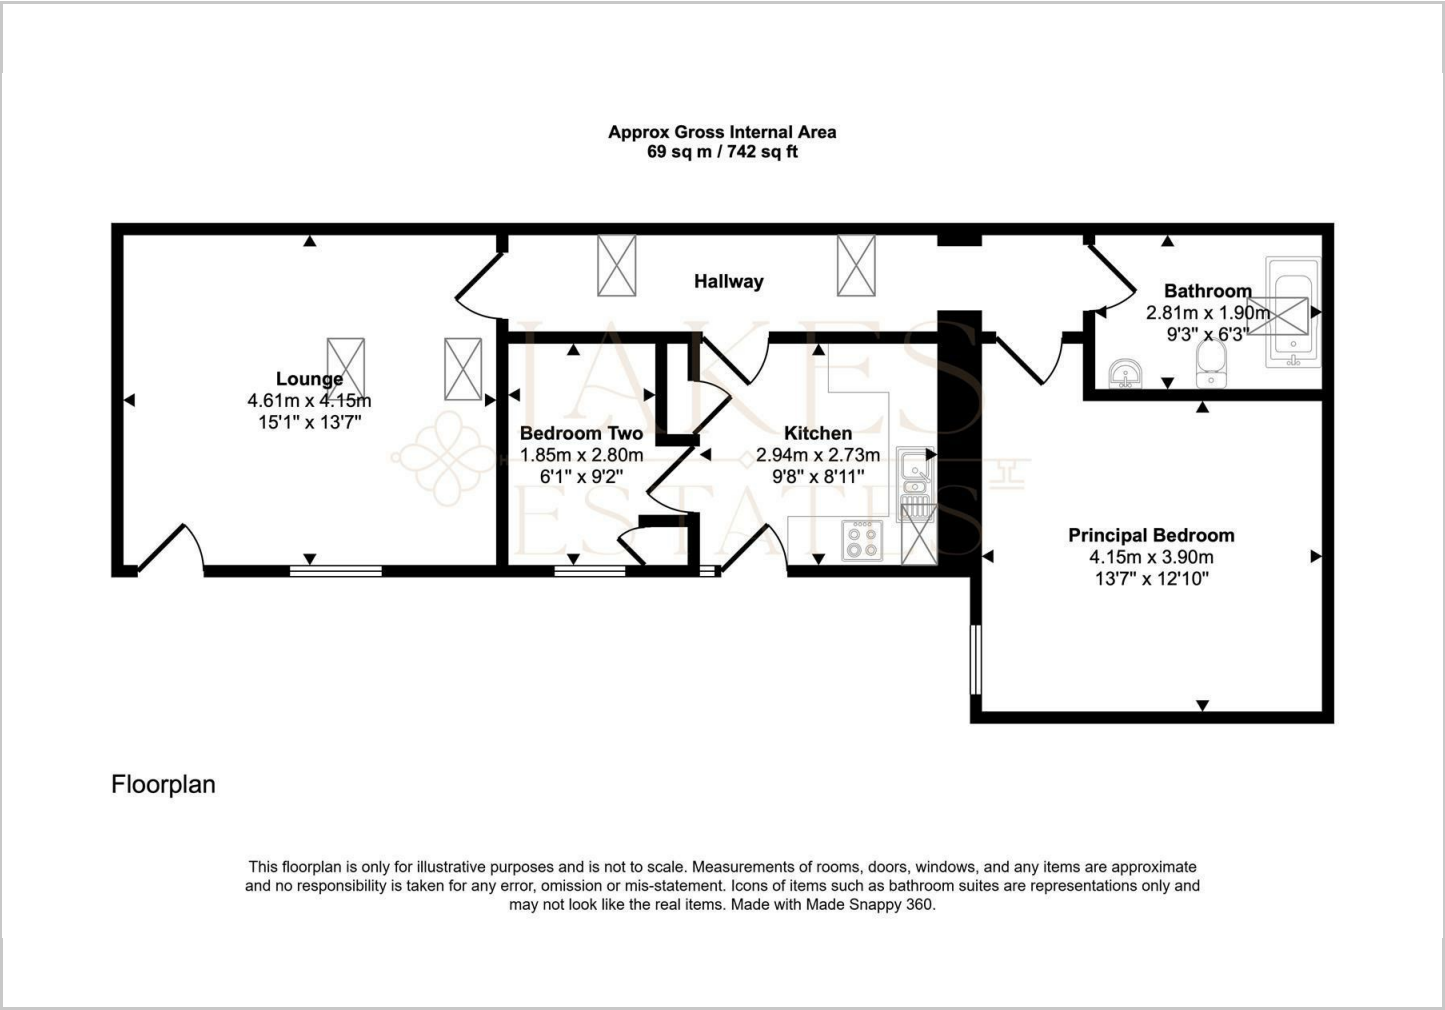 Approx Gross Internal Area
69 sq m / 742 sq ft
Hallway
Bathroom
2.81m x 1.90m
9'3" x 6'3"
Lounge
4.61m x 4.15m
15'1" x 13'7"
Bedroom Two
1.85m x 2.80m
6'1" x 9'2"
Kitchen
2.94m x 2.73m
9'8" x 8'11"
Principal Bedroom
4.15m x 3.90m
13'7" x 12'10"
LAKES
ESTATES
Floorplan
This floorplan is only for illustrative purposes and is not to scale. Measurements of rooms, doors, windows, and any items are approximate
and no responsibility is taken for any error, omission or mis-statement. Icons of items such as bathroom suites are representations only and
may not look like the real items. Made with Made Snappy 360.